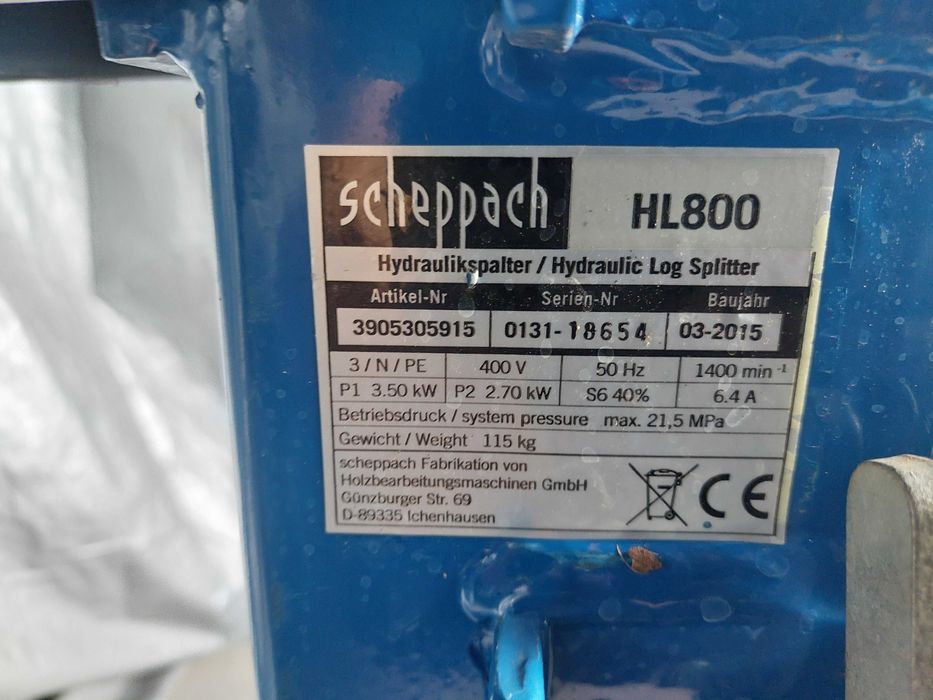 scheppach HL800
Hydraulikspalter / Hydraulic Log Splitter
Artikel-Nr Serien-Nr Baujahr
3905305915 0131-18654 03-2015
3 / N / PE 400 V 50 Hz 1400 min -1
P1 3.50 kW P2 2.70 kW S6 40% 6.4 A
Betriebsdruck / system pressure max. 21,5 MPa
Gewicht / Weight 115 kg
scheppach Fabrikation von
Holzbearbeitungsmaschinen GmbH
Günzburger Str. 69
D-89335 Ichenhausen
CE